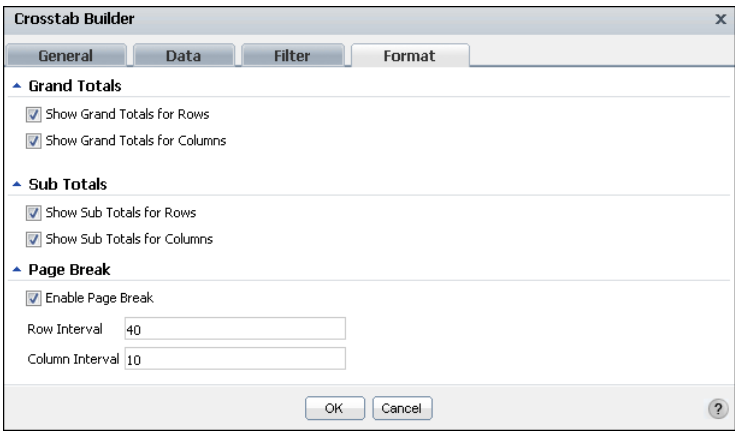 Crosstab Builder x
General Data Filter Format
Grand Totals
Show Grand Totals for Rows
Show Grand Totals for Columns
Sub Totals
Show Sub Totals for Rows
Show Sub Totals for Columns
Page Break
Enable Page Break
Row Interval 40
Column Interval 10
OK Cancel ?